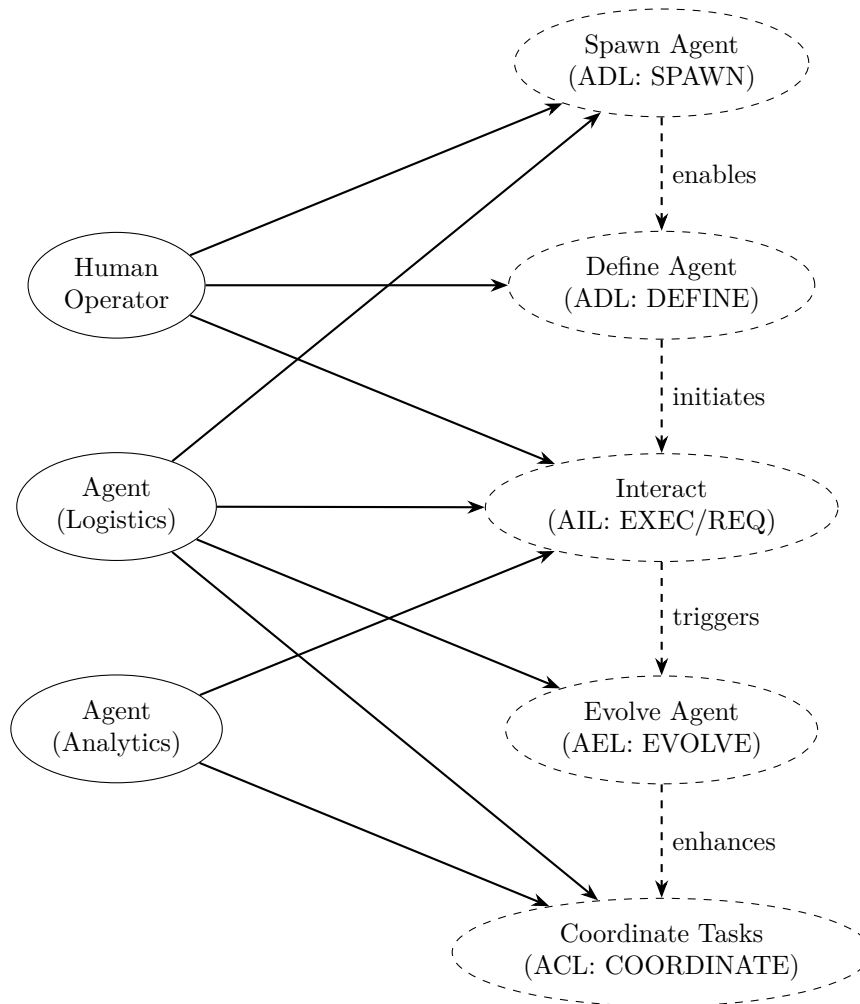 Spawn Agent
(ADL: SPAWN)
enables
Human
Operator
Define Agent
(ADL: DEFINE)
initiates
Agent
(Logistics)
Interact
(AIL: EXEC/REQ)
triggers
Agent
(Analytics)
Evolve Agent
(AEL: EVOLVE)
enhances
Coordinate Tasks
(ACL: COORDINATE)